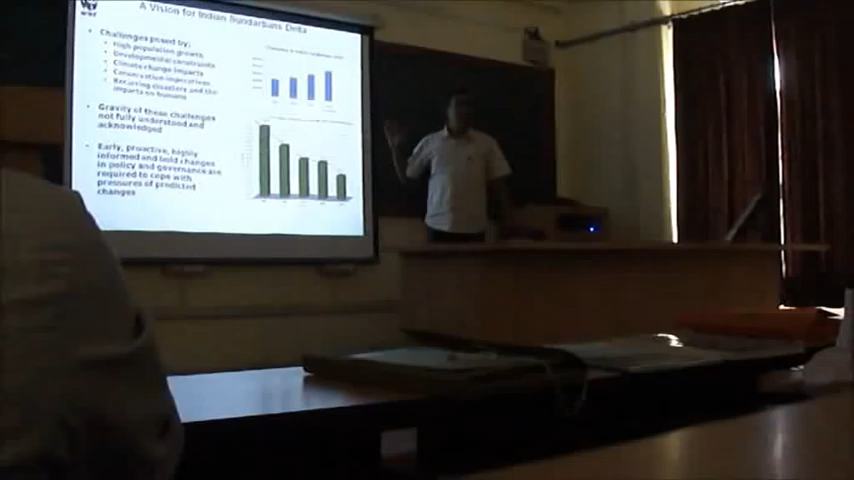 WWF
A Vision for Indian Sundarbans Delta
Challenges posed by:
High population growth
Developmental constraints
Climate change impacts
Conservation imperatives
Recurring disasters and the
impacts on humans
Gravity of these challenges
not fully understood and
acknowledged
Early, proactive, highly
informed and bold changes
in policy and governance are
required to cope with
pressures of predicted
changes